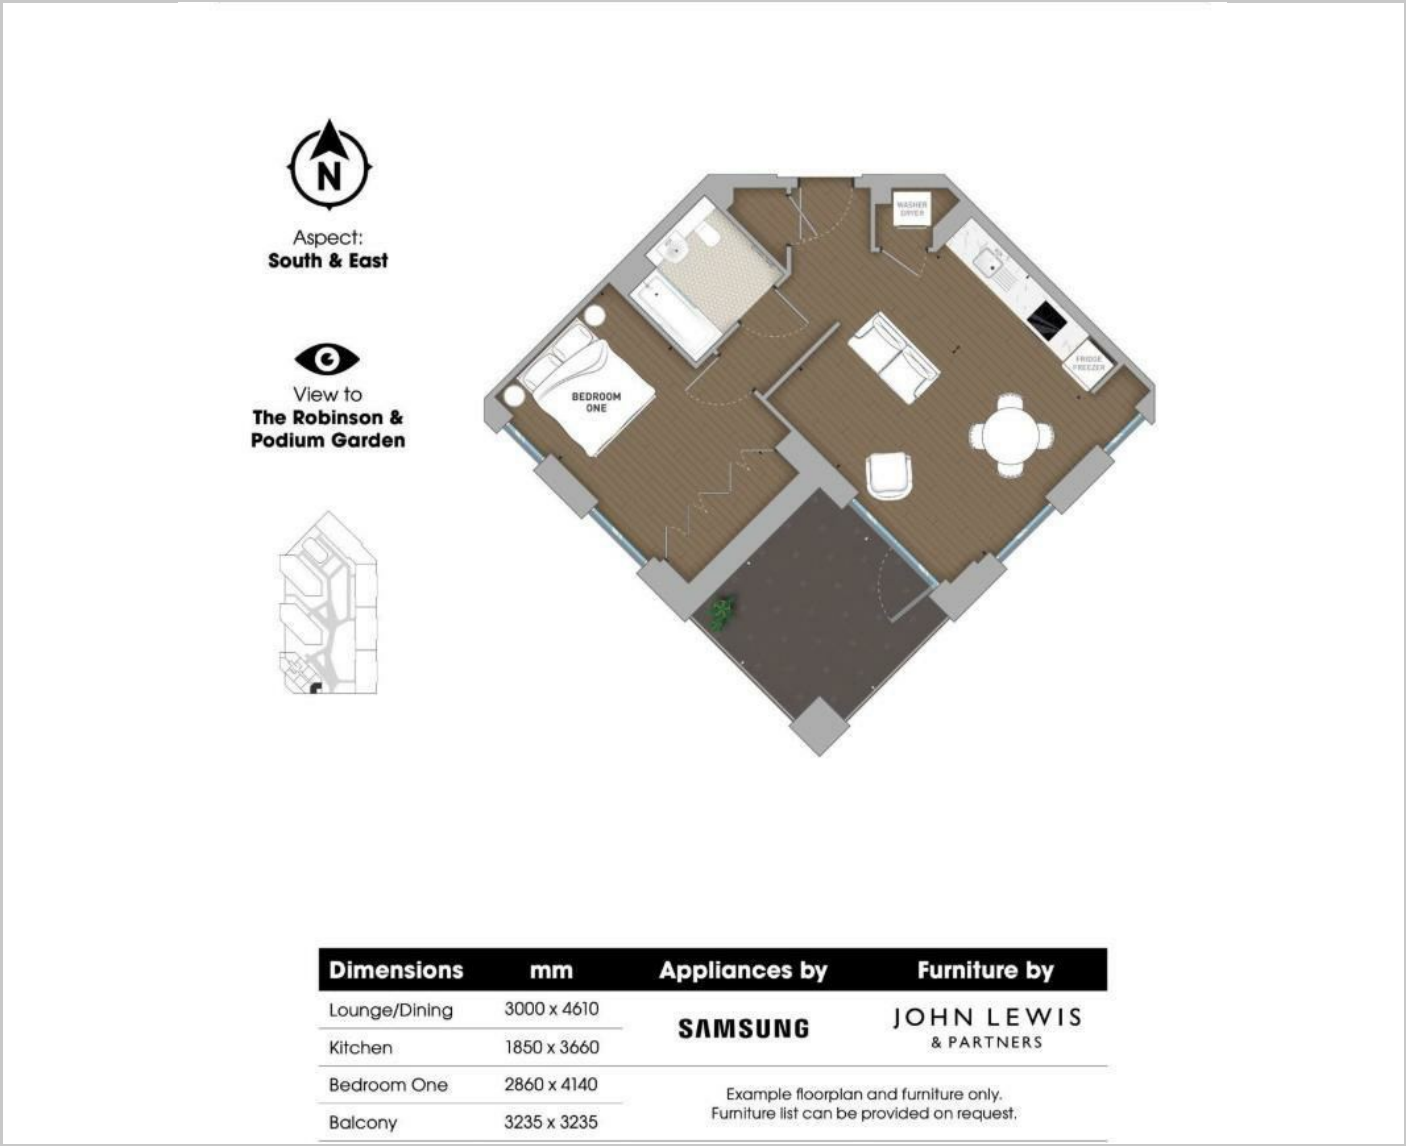 N
Aspect:
South & East
View to
The Robinson &
Podium Garden
WASHER
DRYER
FRIDGE
FREEZER
BEDROOM
ONE
Dimensions mm Appliances by Furniture by
Lounge/Dining 3000 x 4610
Kitchen 1850 x 3660
Bedroom One 2860 x 4140
Balcony 3235 x 3235
SAMSUNG
JOHN LEWIS
& PARTNERS
Example floorplan and furniture only.
Furniture list can be provided on request.